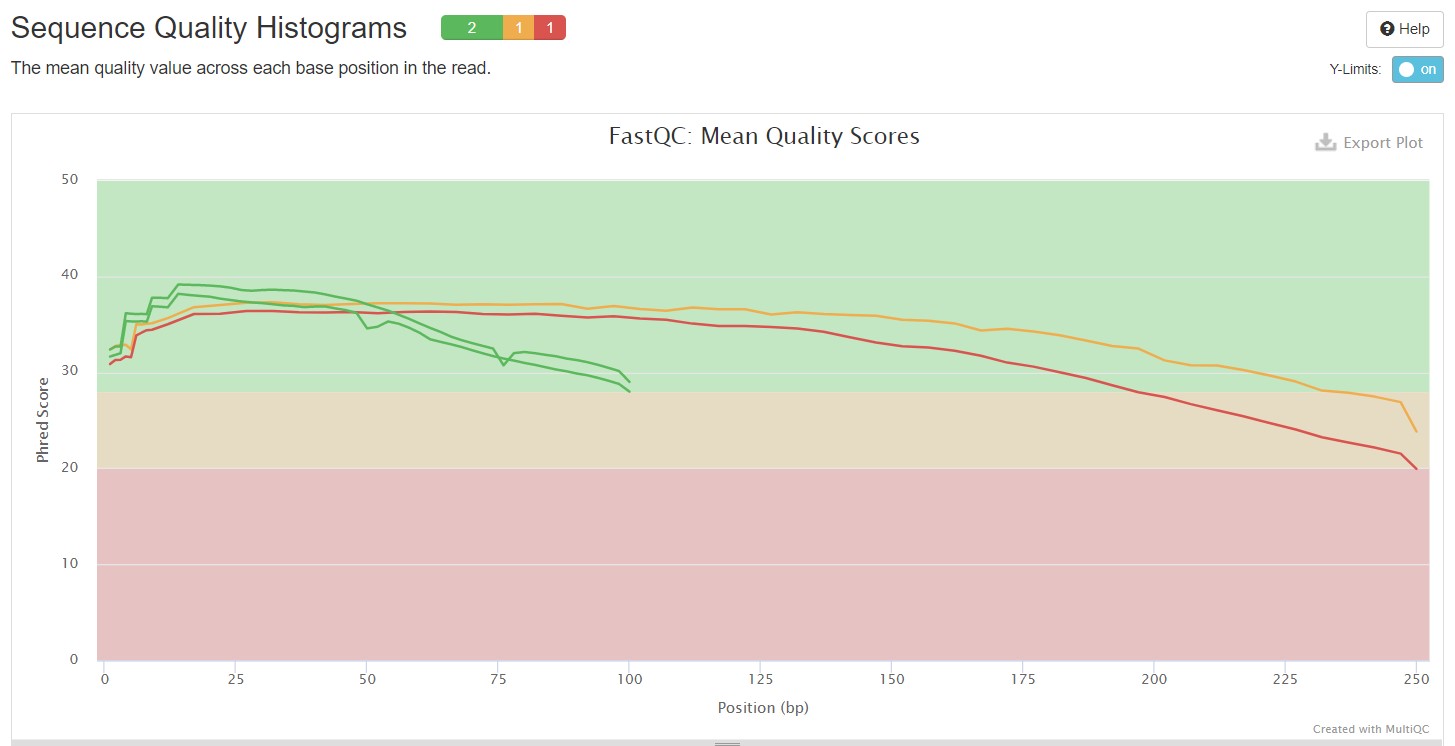 Sequence Quality Histograms
2 1 1
Help
The mean quality value across each base position in the read.
Y-Limits: on
FastQC: Mean Quality Scores
Export Plot
50
40
30
20
10
0
Phred Score
0 25 50 75 100 125 150 175 200 225 250
Position (bp)
Created with MultiQC